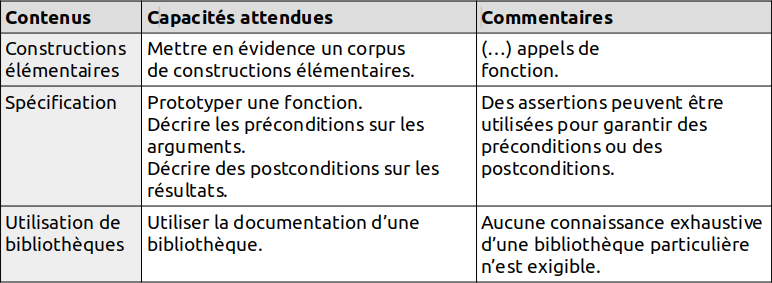 Contenus
Capacités attendues
Commentaires
Constructions
élémentaires
Mettre en évidence un corpus
de constructions élémentaires.
(…) appels de
fonction.
Spécification
Prototyper une fonction.
Décrire les préconditions sur les
arguments.
Décrire des postconditions sur les
résultats.
Des assertions peuvent être
utilisées pour garantir des
préconditions ou des
postconditions.
Utilisation de
bibliothèques
Utiliser la documentation d’une
bibliothèque.
Aucune connaissance exhaustive
d’une bibliothèque particulière
n’est exigible.